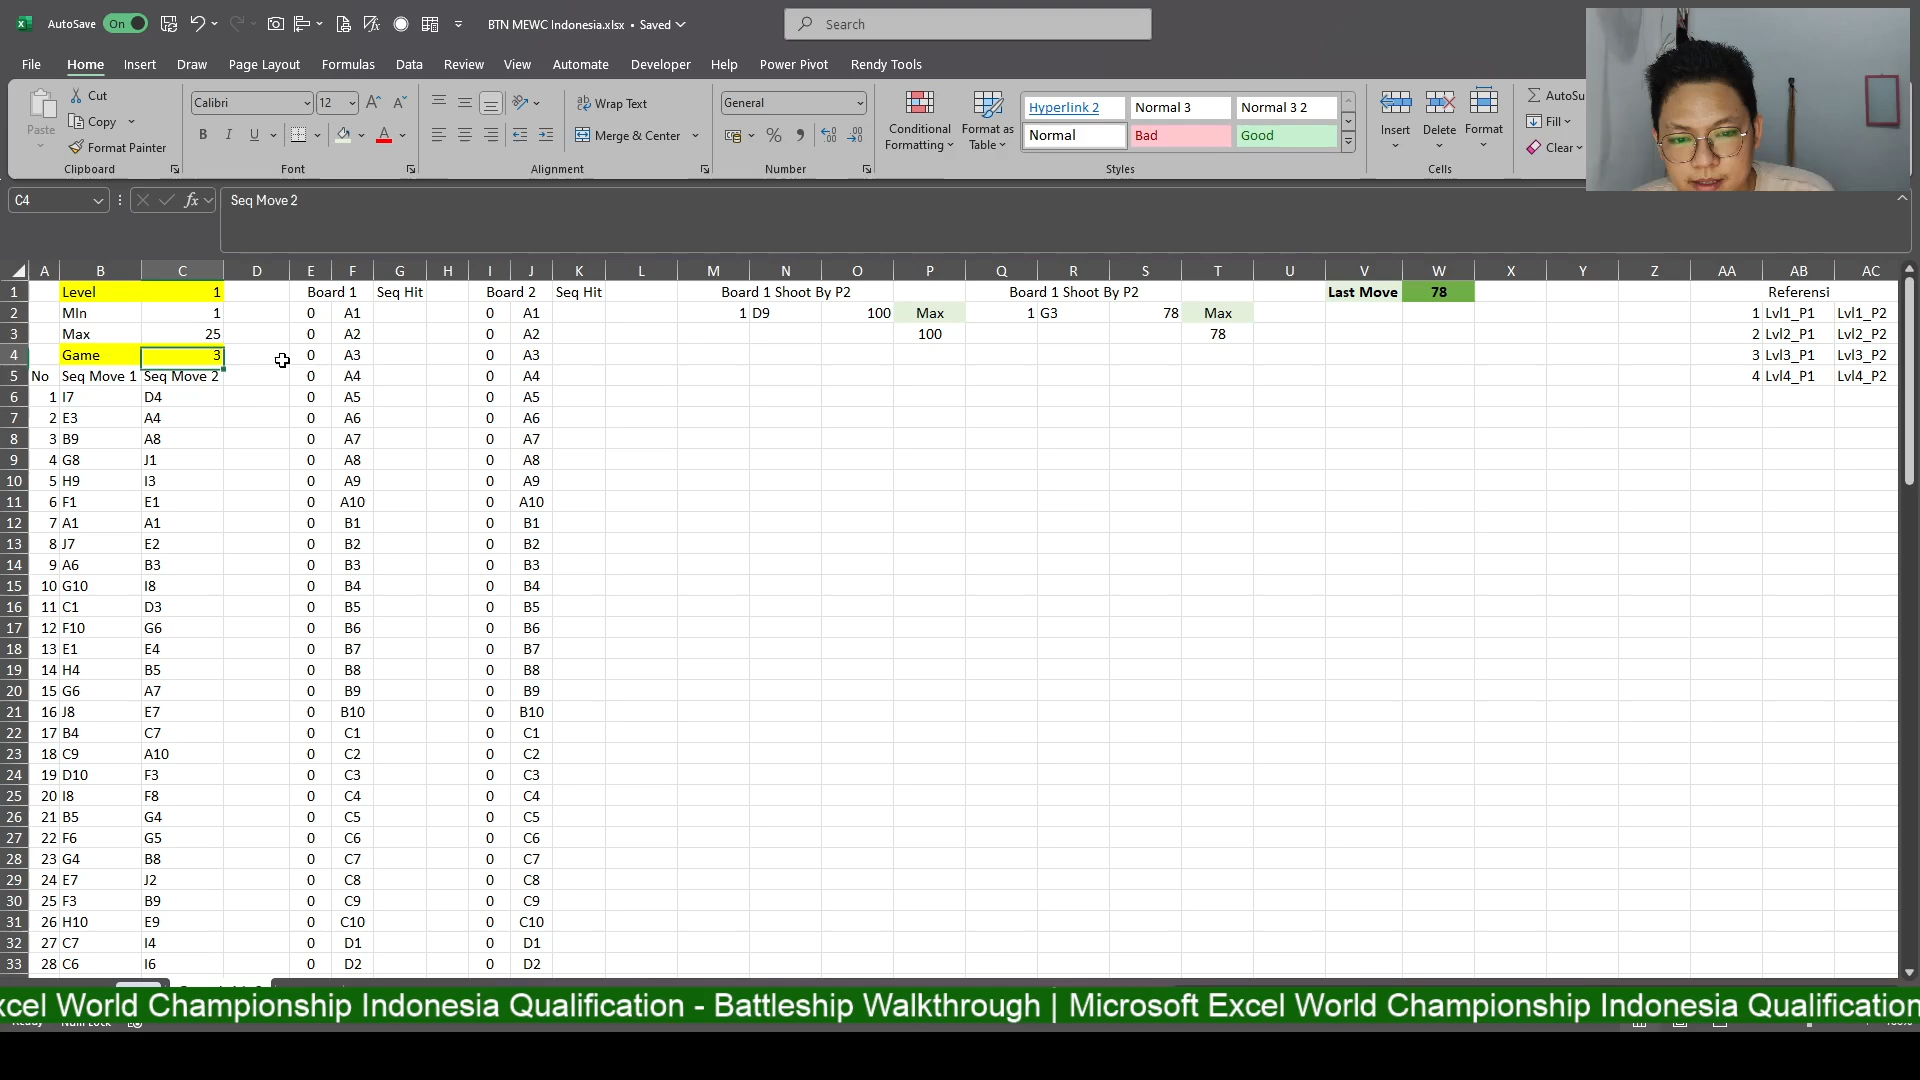 AutoSave On BTN MEWC Indonesia.xlsx • Saved Search
File Home Insert Draw Page Layout Formulas Data Review View Automate Developer Help Power Pivot Rendy Tools
Paste Cut Copy Format Painter Clipboard
Calibri 12 B I U Font
Wrap Text Merge & Center Alignment
General % Number
Conditional Formatting Format as Table Hyperlink 2 Normal 3 Normal 3 2 Normal Bad Good Styles
Insert Delete Format Cells AutoSu Fill Clear
C4 fx Seq Move 2
A B C D E F G H I J K L M N O P Q R S T U V W X Y Z AA AB AC
1 Level 1 Board 1 Seq Hit Board 2 Seq Hit Board 1 Shoot By P2 Board 1 Shoot By P2 Last Move 78 Referensi
2 MIn 1 0 A1 0 A1 1 D9 100 Max 1 G3 78 Max 1 Lvl1_P1 Lvl1_P2
3 Max 25 0 A2 0 A2 100 78 2 Lvl2_P1 Lvl2_P2
4 Game 3 0 A3 0 A3 3 Lvl3_P1 Lvl3_P2
5 No Seq Move 1 Seq Move 2 0 A4 0 A4 4 Lvl4_P1 Lvl4_P2
6 1 I7 D4 0 A5 0 A5
7 2 E3 A4 0 A6 0 A6
8 3 B9 A8 0 A7 0 A7
9 4 G8 J1 0 A8 0 A8
10 5 H9 I3 0 A9 0 A9
11 6 F1 E1 0 A10 0 A10
12 7 A1 A1 0 B1 0 B1
13 8 J7 E2 0 B2 0 B2
14 9 A6 B3 0 B3 0 B3
15 10 G10 I8 0 B4 0 B4
16 11 C1 D3 0 B5 0 B5
17 12 F10 G6 0 B6 0 B6
18 13 E1 E4 0 B7 0 B7
19 14 H4 B5 0 B8 0 B8
20 15 G6 A7 0 B9 0 B9
21 16 J8 E7 0 B10 0 B10
22 17 B4 C7 0 C1 0 C1
23 18 C9 A10 0 C2 0 C2
24 19 D10 F3 0 C3 0 C3
25 20 I8 F8 0 C4 0 C4
26 21 B5 G4 0 C5 0 C5
27 22 F6 G5 0 C6 0 C6
28 23 G4 B8 0 C7 0 C7
29 24 E7 J2 0 C8 0 C8
30 25 F3 B9 0 C9 0 C9
31 26 H10 E9 0 C10 0 C10
32 27 C7 I4 0 D1 0 D1
33 28 C6 I6 0 D2 0 D2
xcel World Championship Indonesia Qualification - Battleship Walkthrough | Microsoft Excel World Championship Indonesia Qualification